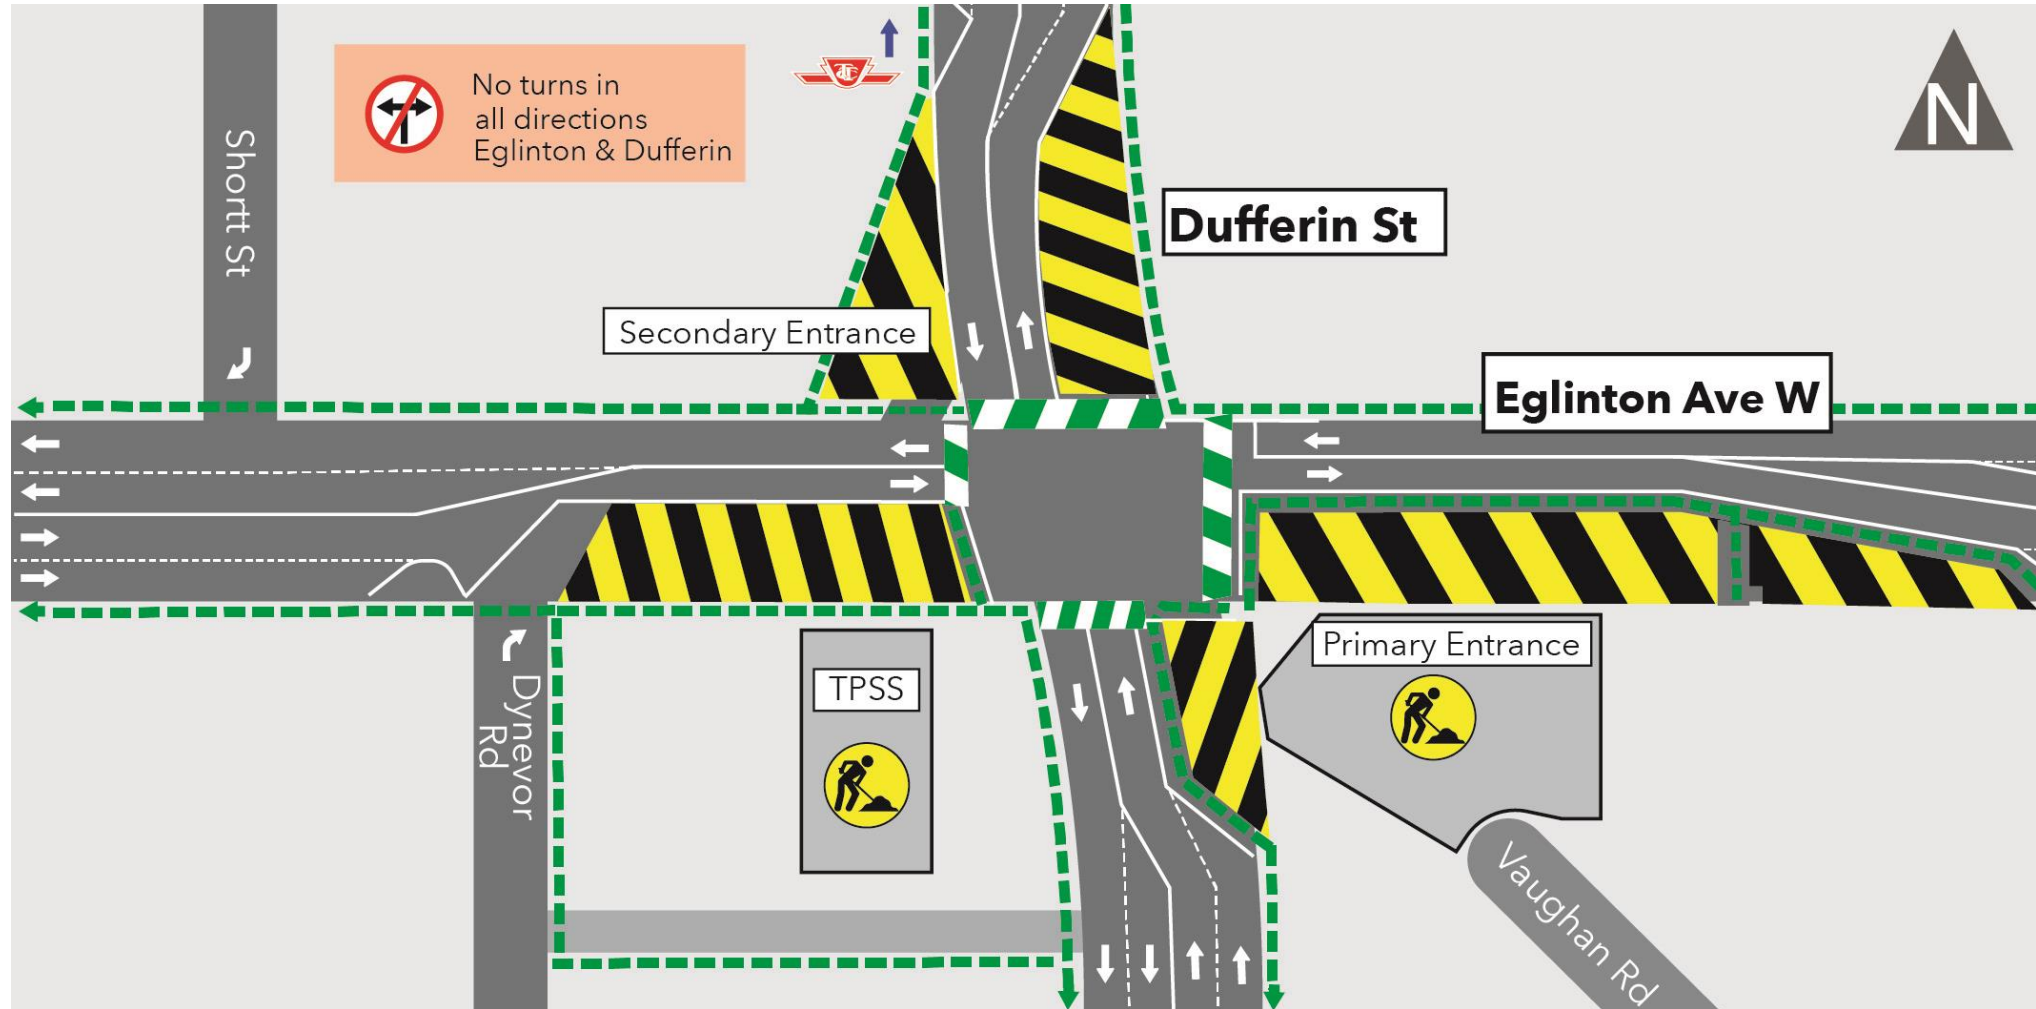 No turns in
all directions
Eglinton & Dufferin
TTC
N
Shortt St
Dufferin St
Secondary Entrance
Eglinton Ave W
Primary Entrance
TPSS
Dynevor
Rd
Vaughan Rd